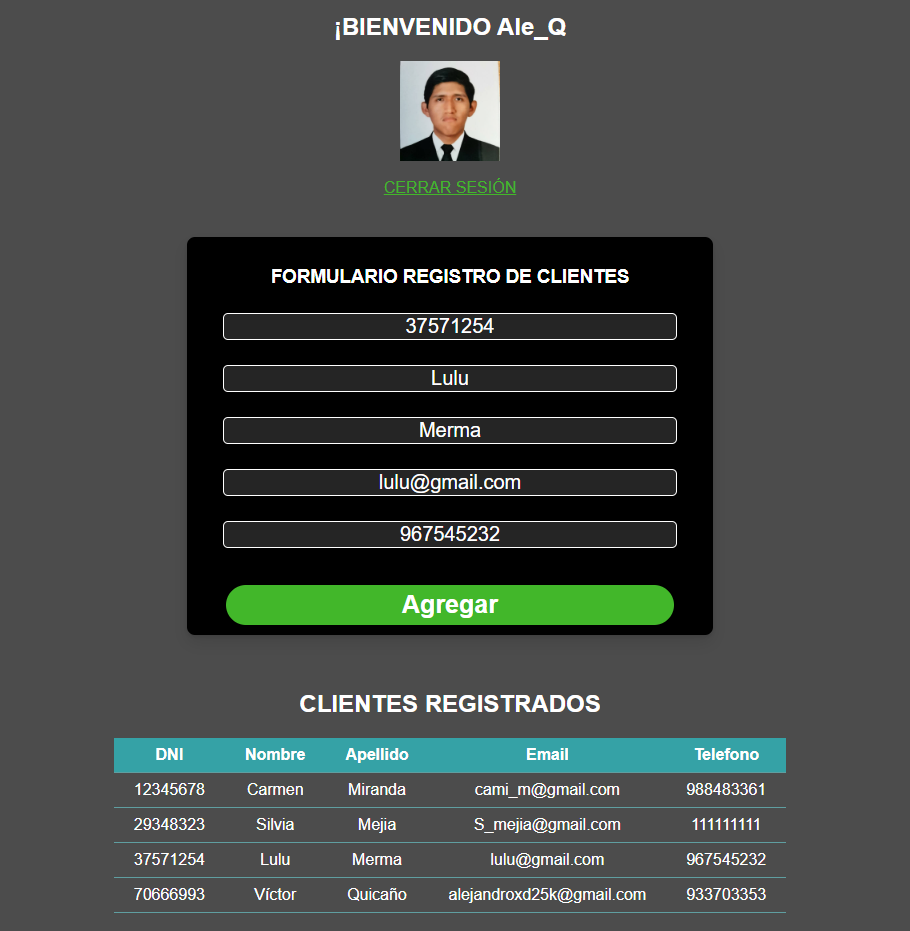 ¡BIENVENIDO Ale_Q
CERRAR SESIÓN
FORMULARIO REGISTRO DE CLIENTES
37571254
Lulu
Merma
lulu@gmail.com
967545232
Agregar
CLIENTES REGISTRADOS
DNI Nombre Apellido Email Telefono
12345678 Carmen Miranda cami_m@gmail.com 988483361
29348323 Silvia Mejia S_mejia@gmail.com 111111111
37571254 Lulu Merma lulu@gmail.com 967545232
70666993 Víctor Quicaño alejandroxd25k@gmail.com 933703353